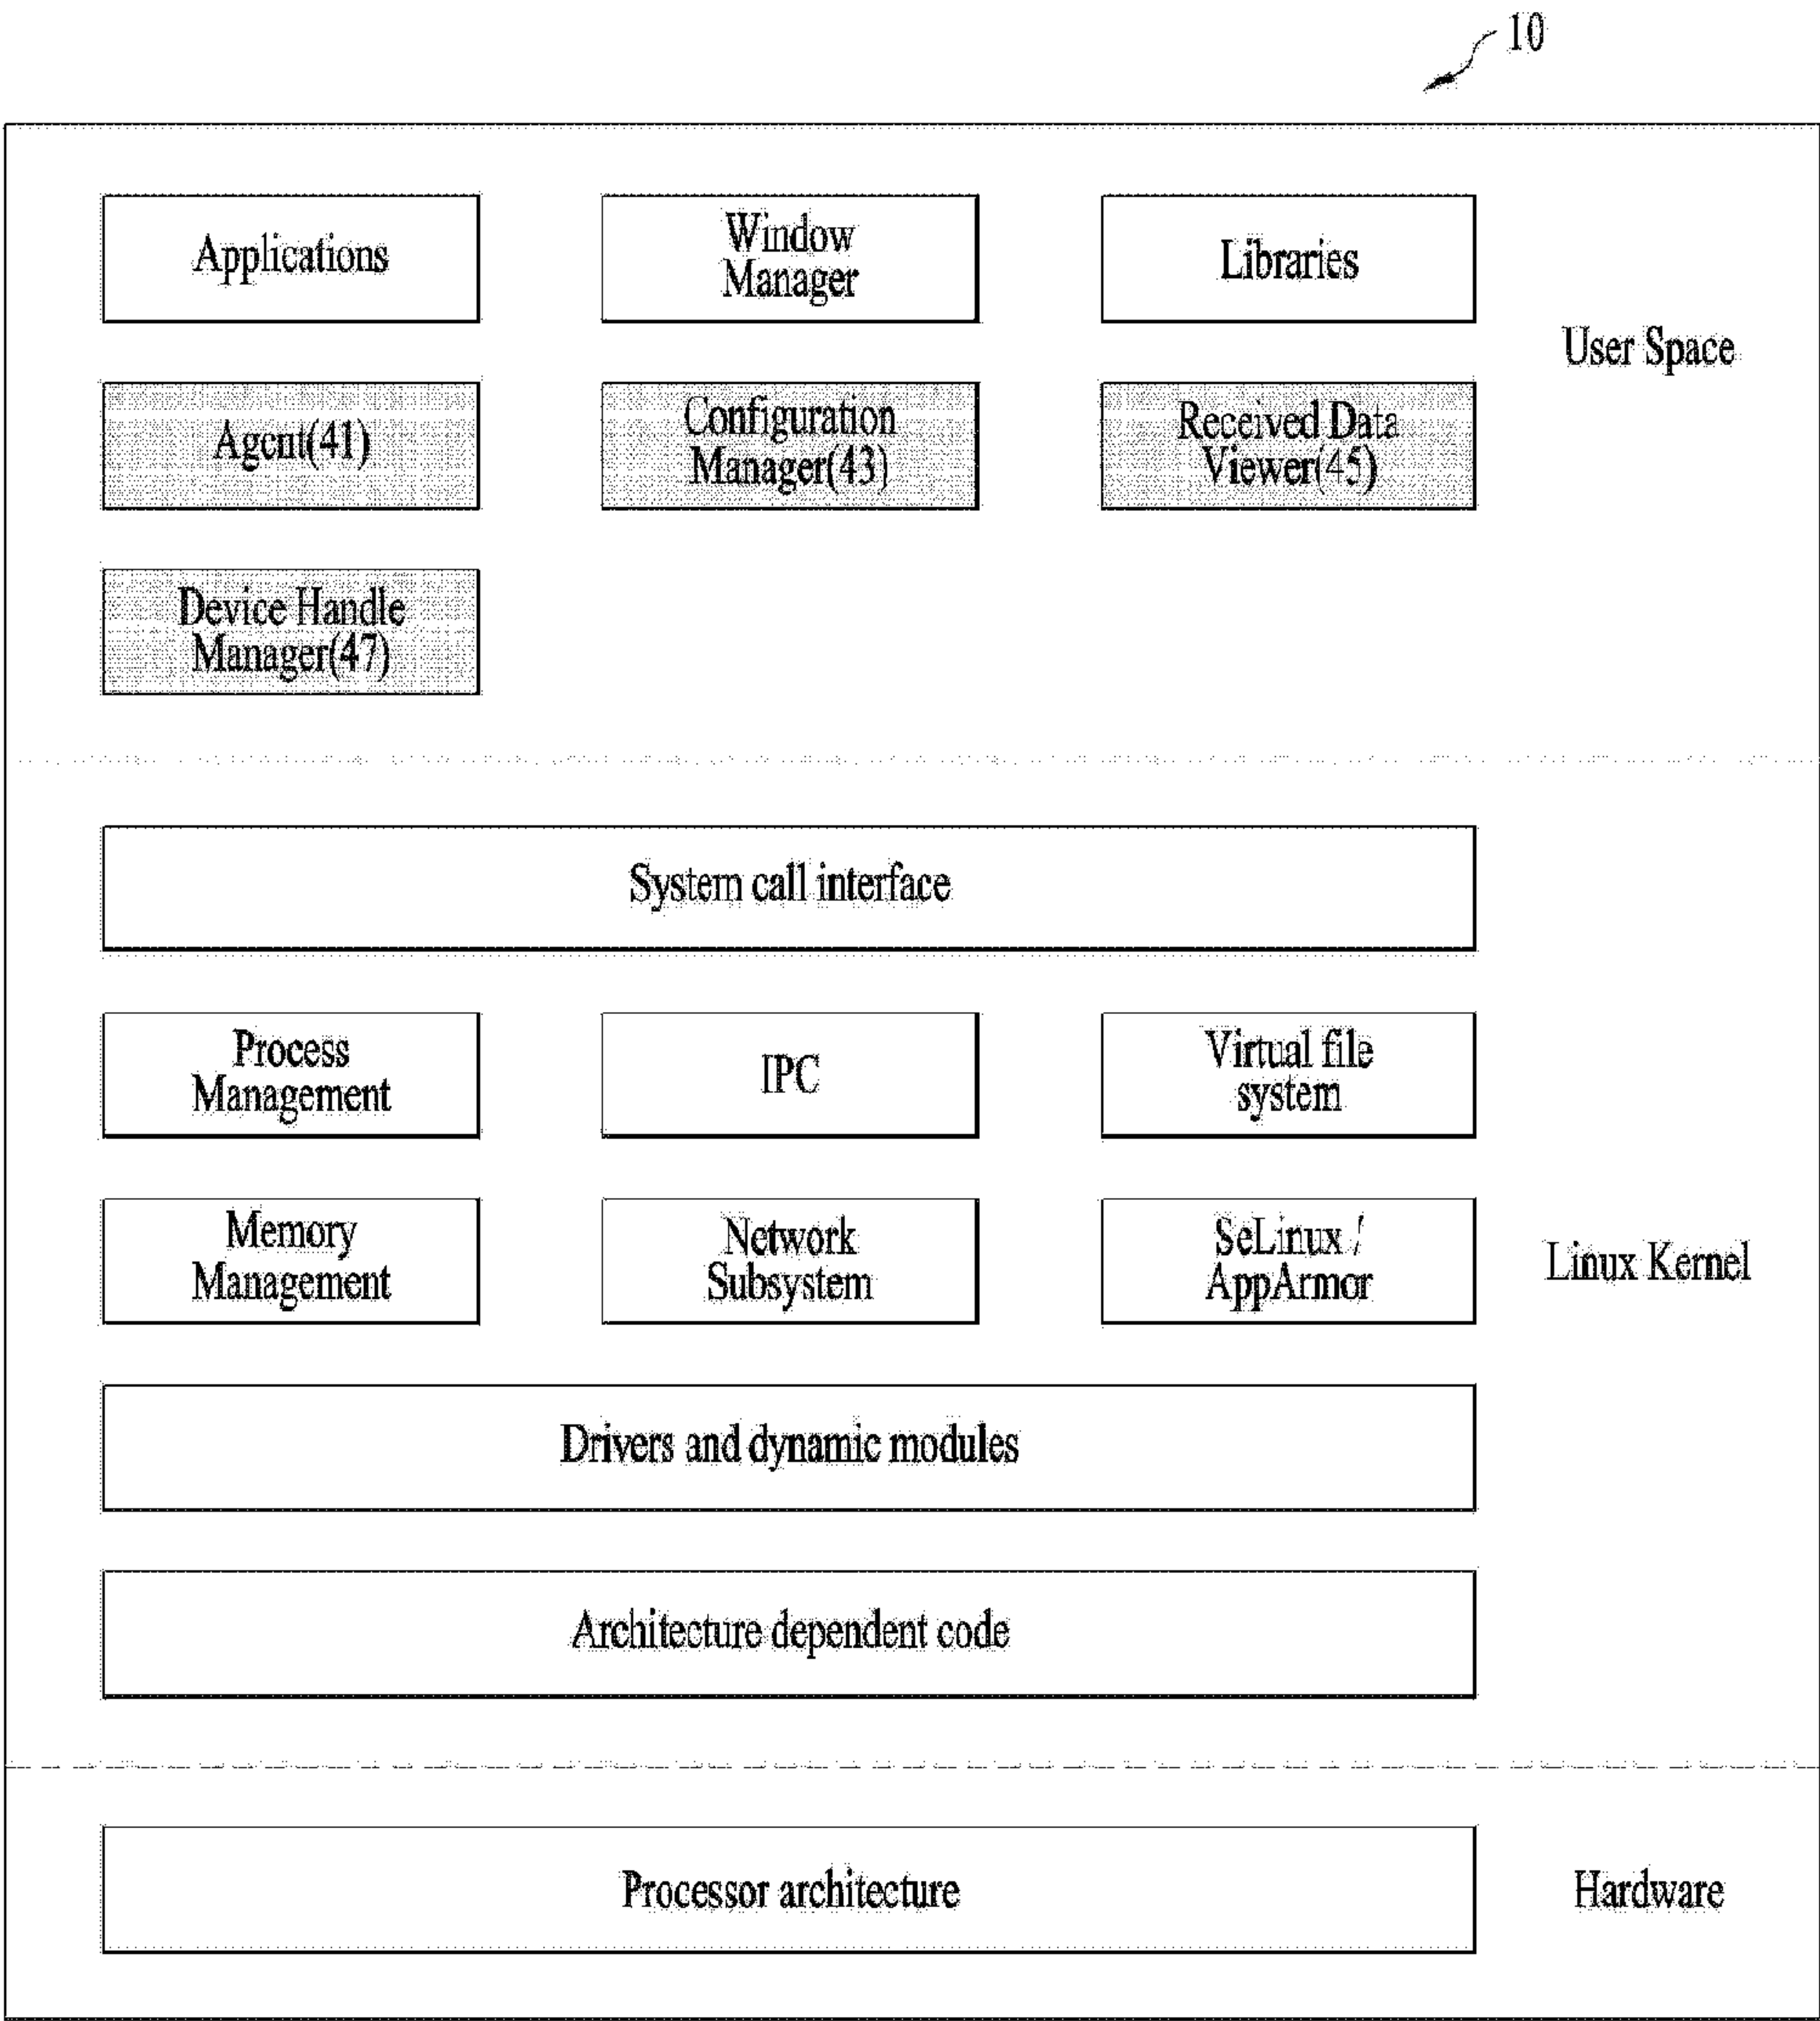 10
Applications
Window
Manager
Libraries
User Space
Agent(41)
Configuration
Manager(43)
Received Data
Viewer(45)
Device Handle
Manager(47)
System call interface
Process
Management
IPC
Virtual file
system
Memory
Management
Network
Subsystem
SeLinux /
AppArmor
Linux Kernel
Drivers and dynamic modules
Architecture dependent code
Processor architecture
Hardware